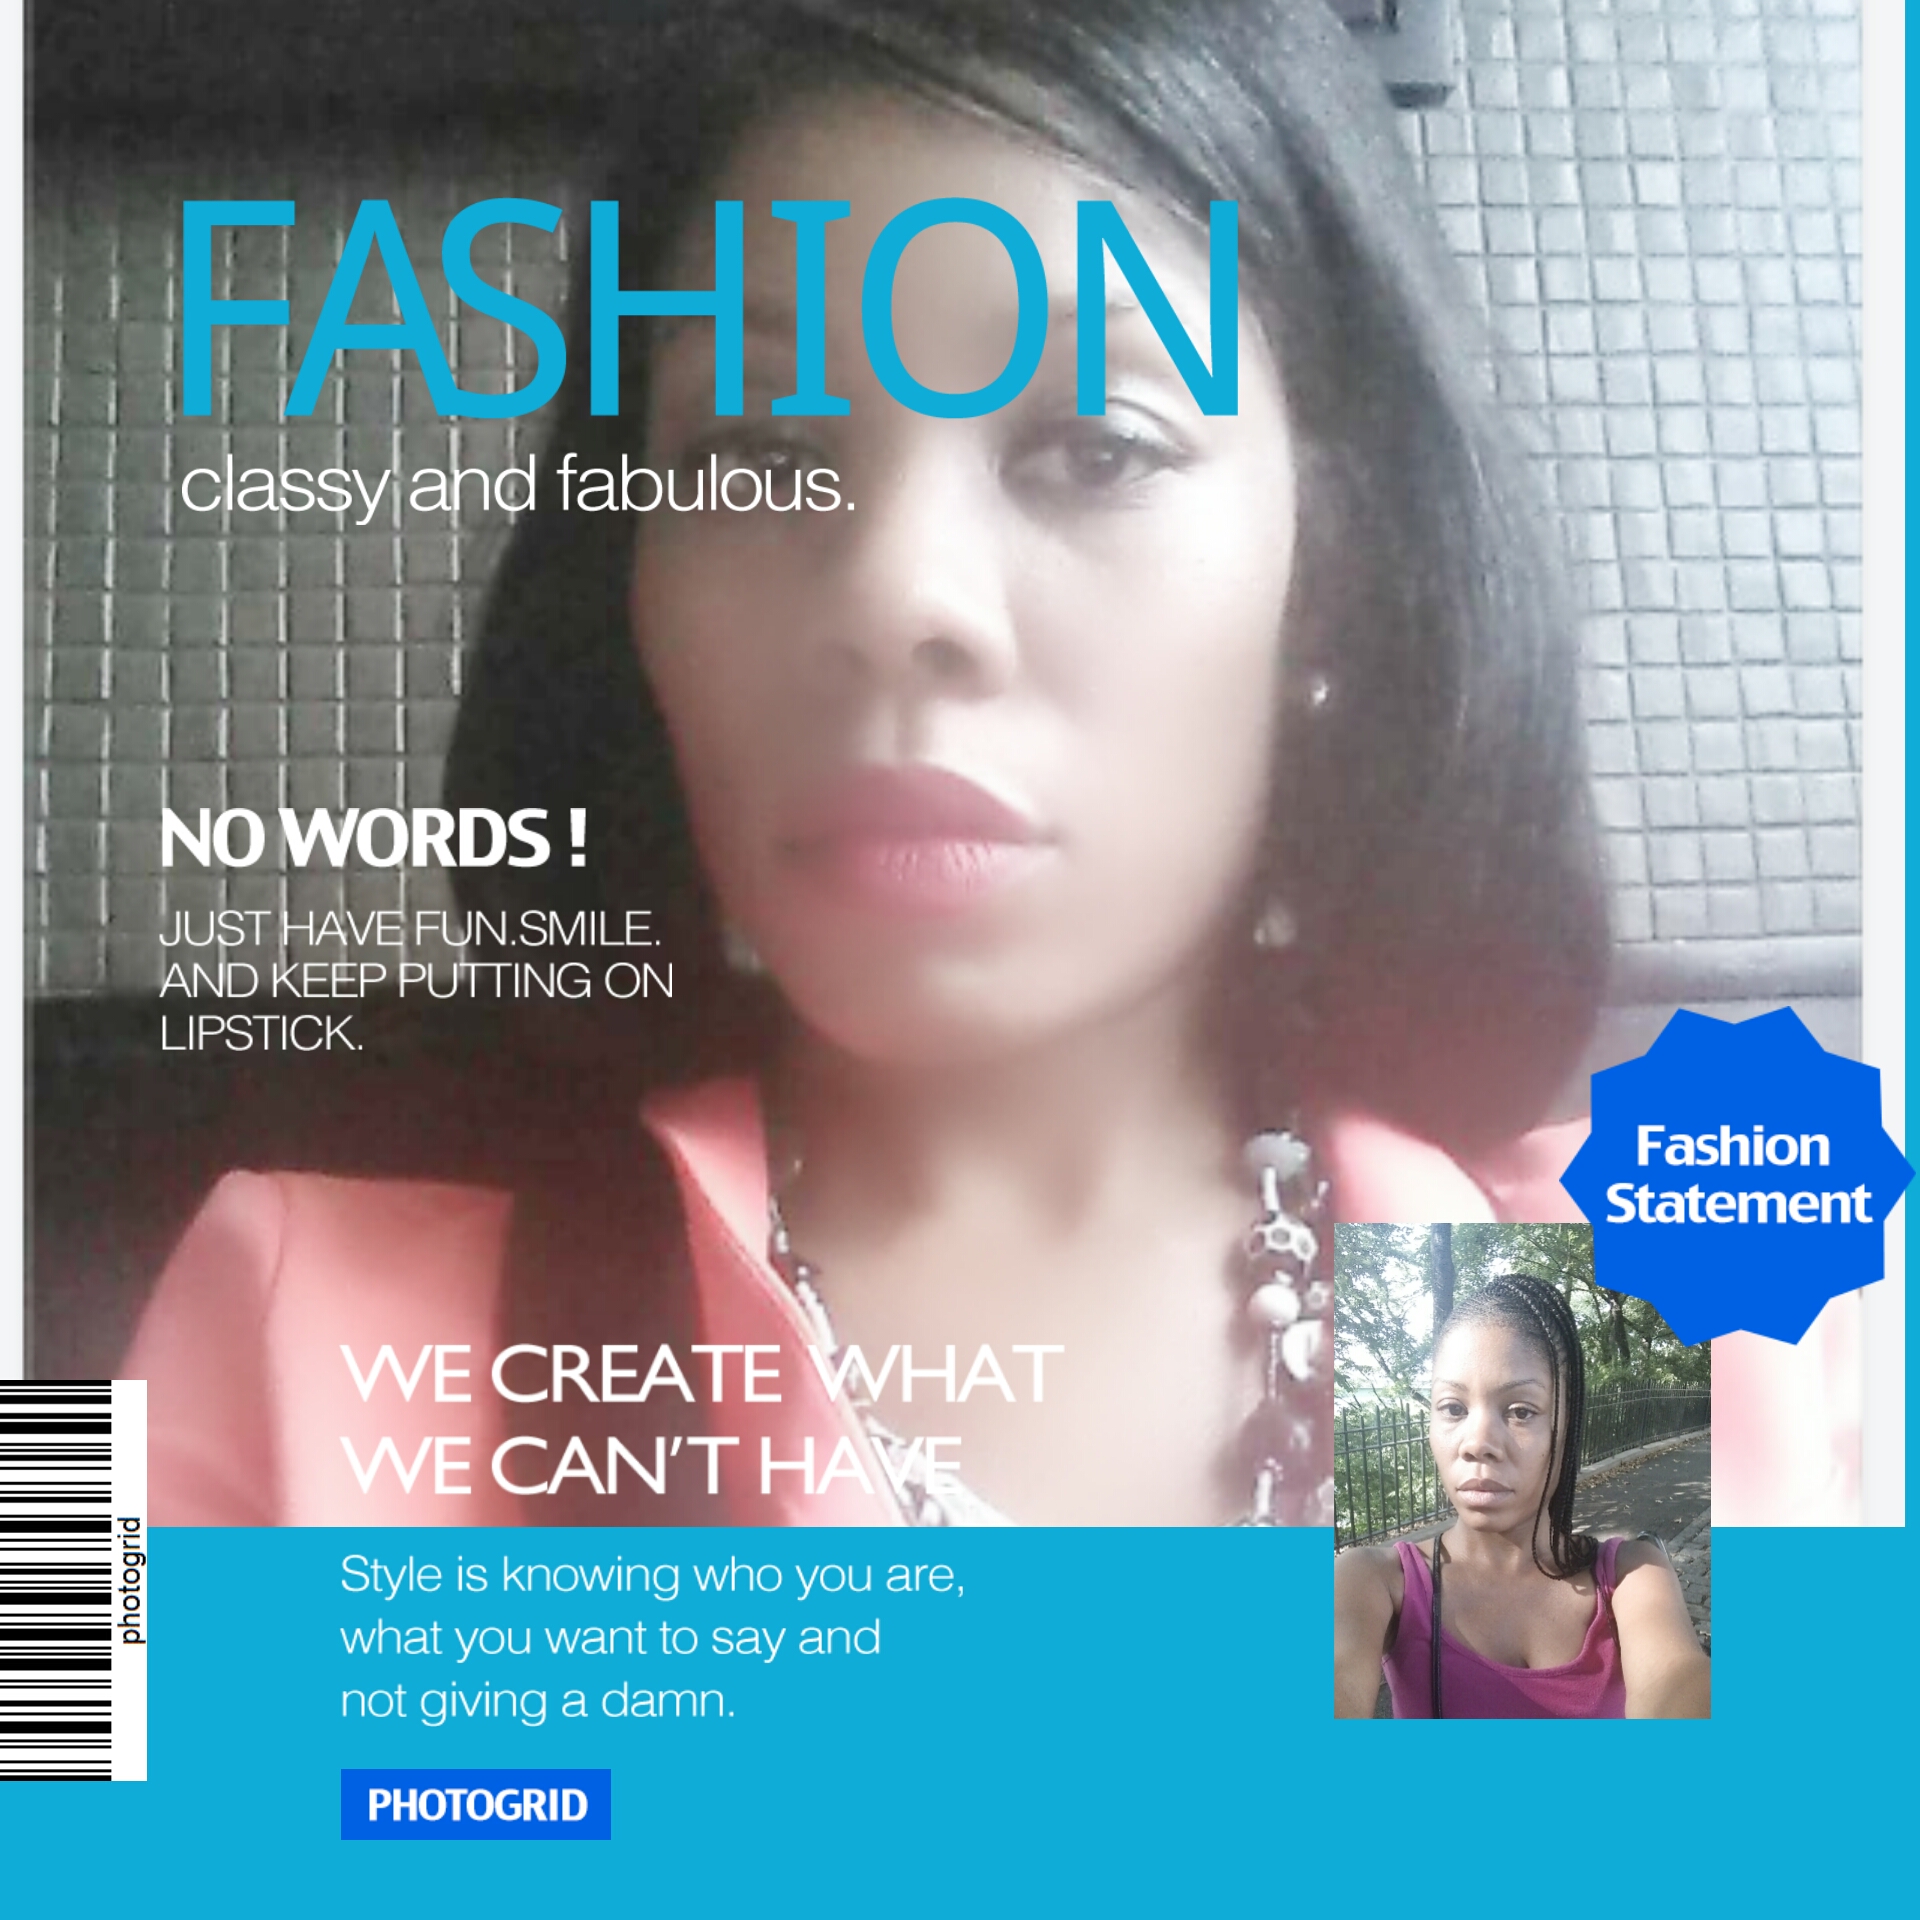 FASHION
classy and fabulous.
NO WORDS !
JUST HAVE FUN.SMILE.
AND KEEP PUTTING ON
LIPSTICK.
Fashion
Statement
WE CREATE WHAT
WE CAN'T HAVE
photogrid
Style is knowing who you are,
what you want to say and
not giving a damn.
PHOTOGRID